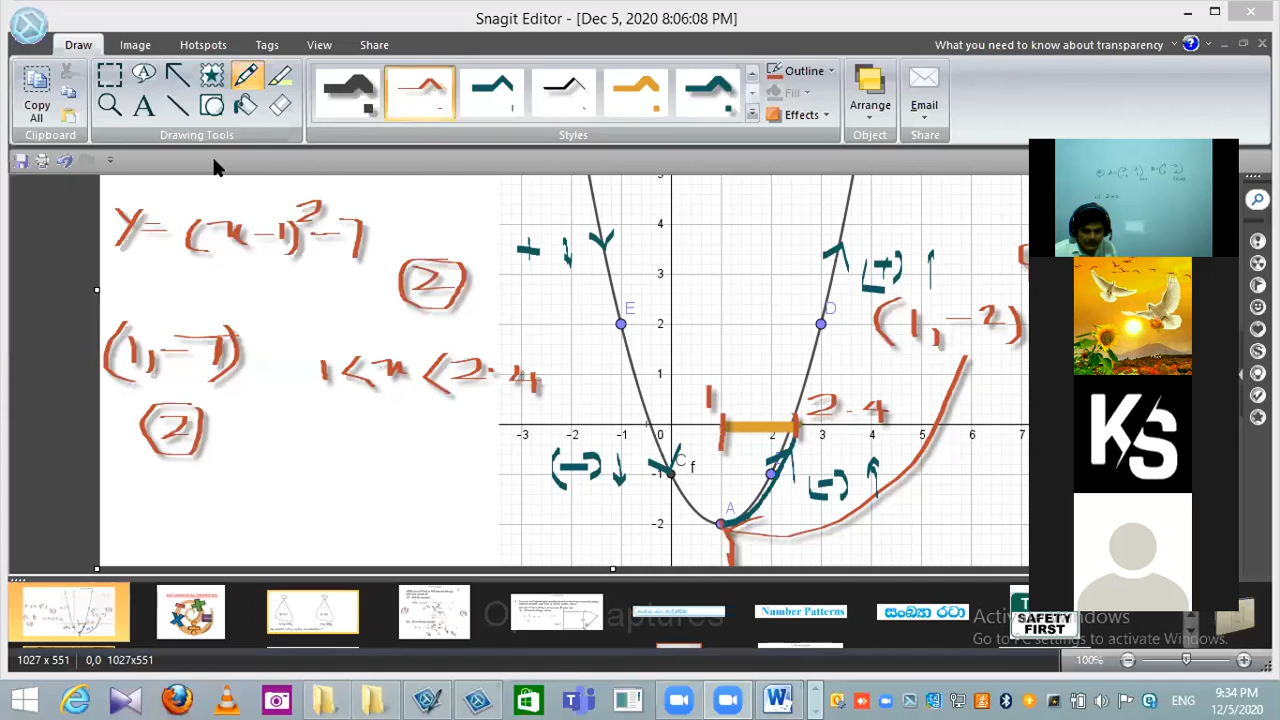 Snagit Editor - [Dec 5, 2020 8:06:08 PM]
Draw Image Hotspots Tags View Share
What you need to know about transparency
Copy All
Outline
Fill
Effects
Arrange
Email
Clipboard Drawing Tools Styles Object Share
y = (x-1)²-7
2
(1,-7)
2
1<x<2.4
+ ↓
(+) ↑
(1,-2)
1
2.4
(-) ↓
(-) ↑
5
4
3
2
1
-1
-2
-3 -2 -1 0 2 3 4 5 6 7
E
D
C
f
A
KS
Number Patterns
සංඛ්‍යා රටා
SAFETY FIRST
Activate Windows
Go to PC settings to activate Windows.
1027 x 551 0,0 1027x551
100%
ENG
9:34 PM
12/5/2020